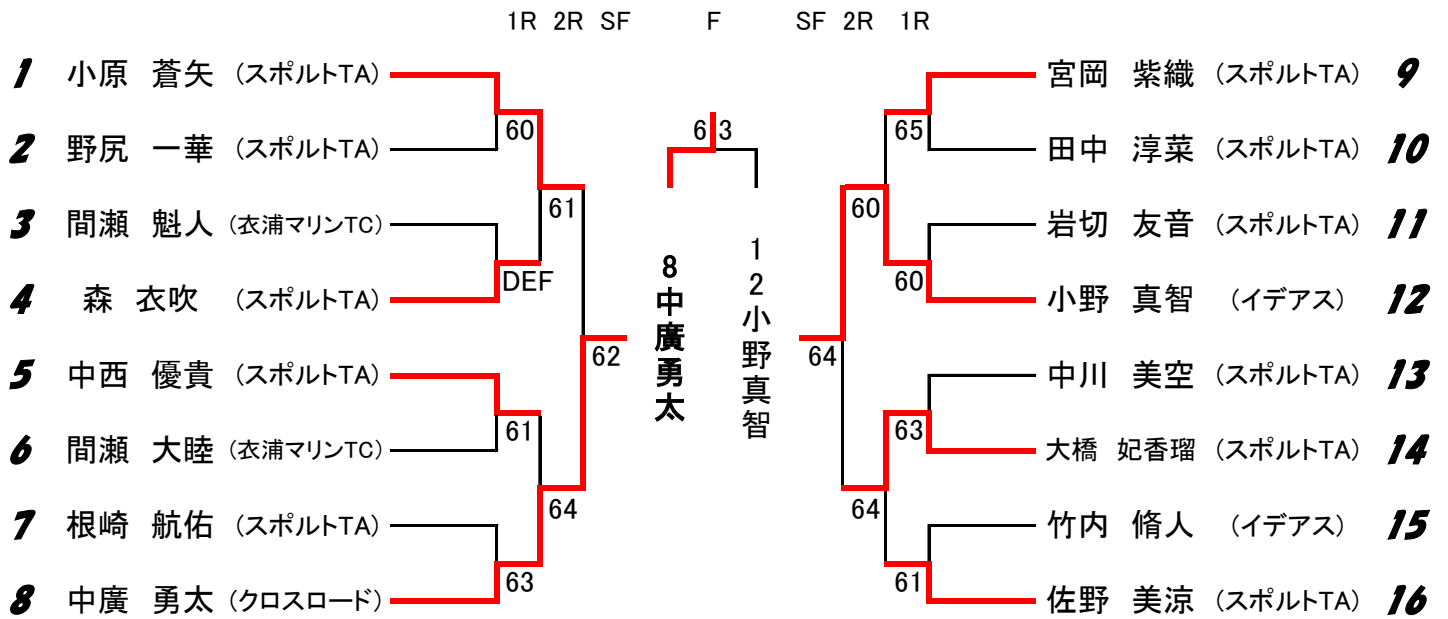 1R 2R SF F SF 2R 1R
1 小原 蒼矢 (スポルトTA) 宮岡 紫織 (スポルトTA) 9
60 6 3 65
2 野尻 一華 (スポルトTA) 田中 淳菜 (スポルトTA) 10
61 60
3 間瀬 魁人 (衣浦マリンTC) 岩切 友音 (スポルトTA) 11
DEF 60
4 森 衣吹 (スポルトTA) 小野 真智 (イデアス) 12
8中廣勇太
12小野真智
62 64
5 中西 優貴 (スポルトTA) 中川 美空 (スポルトTA) 13
61 63
6 間瀬 大睦 (衣浦マリンTC) 大橋 妃香瑠 (スポルトTA) 14
64 64
7 根崎 航佑 (スポルトTA) 竹内 脩人 (イデアス) 15
63 61
8 中廣 勇太 (クロスロード) 佐野 美涼 (スポルトTA) 16